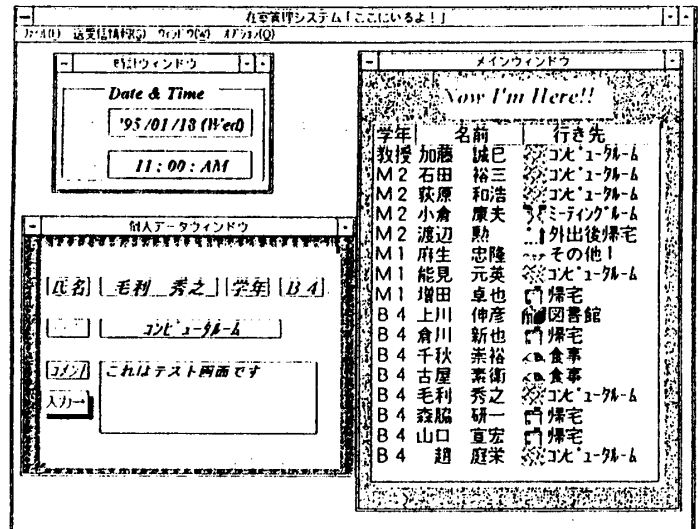 在室管理システム「ここにいるよ!」
ファイル(F) 送受信情報(S) ウィンドウ(W) オプション(O)
時計ウィンドウ
Date & Time
'95/01/18 (Wed)
11:00:AM
個人データウィンドウ
氏名 毛利 秀之 学年 B4
コンピュータルーム
コメント これはテスト画面です
入力→
メインウィンドウ
Now I'm Here!!
学年 名前 行き先
教授 加藤 誠巳 コンピュータルーム
M2 石田 裕三 コンピュータルーム
M2 荻原 和浩 コンピュータルーム
M2 小倉 康夫 ミーティングルーム
M2 渡辺 勲 外出後帰宅
M1 麻生 忠隆 その他!
M1 能見 元英 コンピュータルーム
M1 増田 卓也 帰宅
B4 上川 伸彦 図書館
B4 倉川 新也 帰宅
B4 千秋 崇裕 食事
B4 古屋 素衛 食事
B4 毛利 秀之 コンピュータルーム
B4 森脇 研一 帰宅
B4 山口 宣宏 帰宅
B4 趙 庭栄 コンピュータルーム